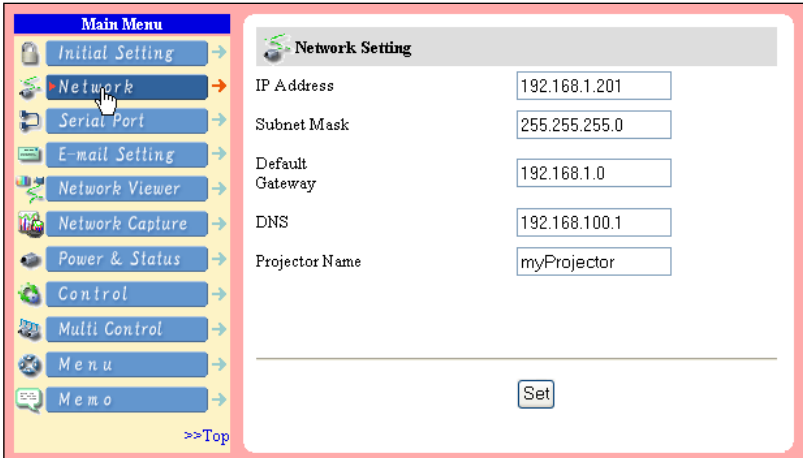 Main Menu
Initial Setting
Network
Serial Port
E-mail Setting
Network Viewer
Network Capture
Power & Status
Control
Multi Control
Menu
Memo
>>Top
Network Setting
IP Address
192.168.1.201
Subnet Mask
255.255.255.0
Default
Gateway
192.168.1.0
DNS
192.168.100.1
Projector Name
myProjector
Set